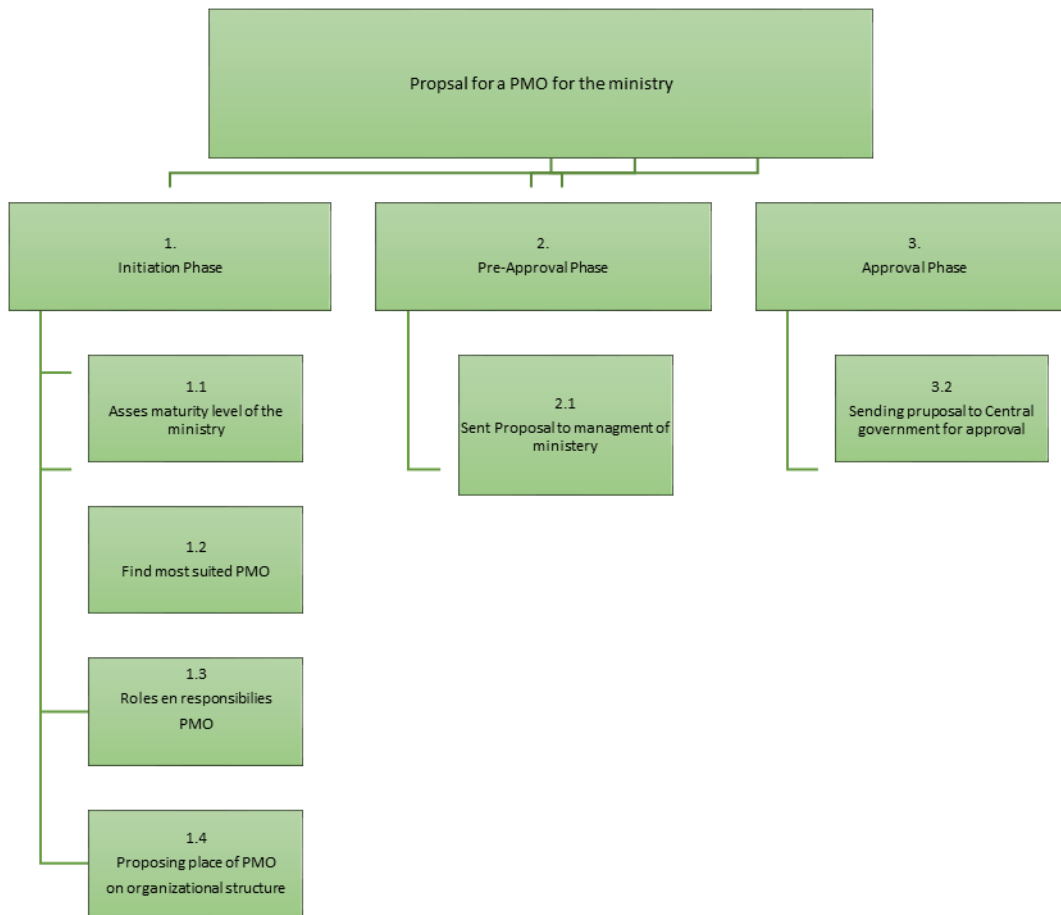 Propsal for a PMO for the ministry
1.
Initiation Phase
2.
Pre-Approval Phase
3.
Approval Phase
1.1
Asses maturity level of the
ministry
2.1
Sent Proposal to managment of
ministery
3.2
Sending pruposal to Central
government for approval
1.2
Find most suited PMO
1.3
Roles en responsibilies
PMO
1.4
Proposing place of PMO
on organizational structure